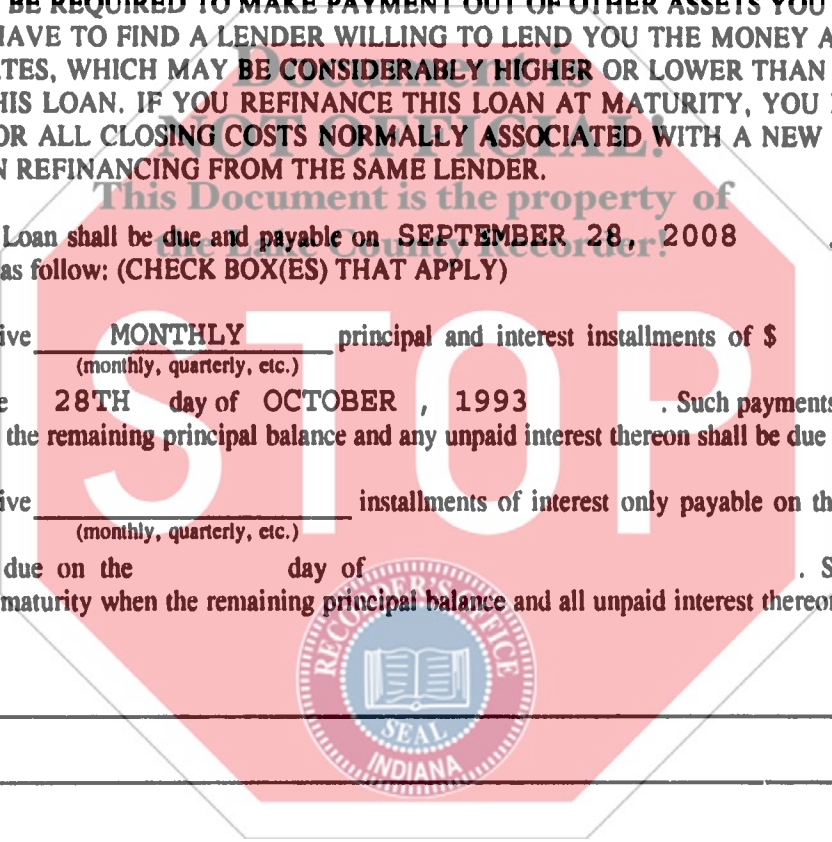 BE REQUIRED TO MAKE PAYMENT OUT OF OTHER ASSETS YOU
HAVE TO FIND A LENDER WILLING TO LEND YOU THE MONEY A
TES, WHICH MAY BE CONSIDERABLY HIGHER OR LOWER THAN
Document is
HIS LOAN. IF YOU REFINANCE THIS LOAN AT MATURITY, YOU
NOT OFFICIAL!
OR ALL CLOSING COSTS NORMALLY ASSOCIATED WITH A NEW
N REFINANCING FROM THE SAME LENDER.
This Document is the property of
Loan shall be due and payable on SEPTEMBER 28, 2008
the Lake County Recorder!
as follow: (CHECK BOX(ES) THAT APPLY)
ive MONTHLY principal and interest installments of $
(monthly, quarterly, etc.)
e 28TH day of OCTOBER , 1993 . Such payments
the remaining principal balance and any unpaid interest thereon shall be due
STOP
ive installments of interest only payable on th
(monthly, quarterly, etc.)
due on the day of . S
maturity when the remaining principal balance and all unpaid interest thereon
RECORDER'S OFFICE
SEAL
INDIANA